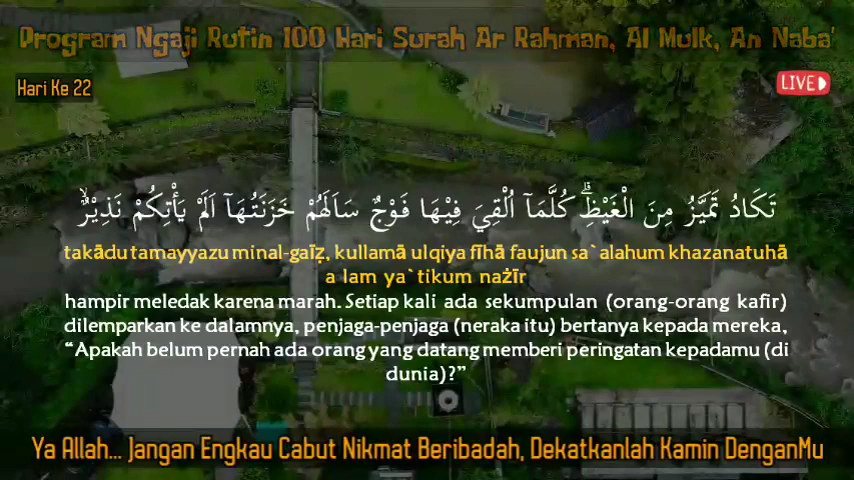 Program Ngaji Rutin 100 Hari Surah Ar Rahman, Al Mulk, An Naba'
Hari Ke 22
LIVE
تَكَادُ تَمَيَّزُ مِنَ الْغَيْظِۗ كُلَّمَآ اُلْقِيَ فِيْهَا فَوْجٌ سَاَلَهُمْ خَزَنَتُهَآ اَلَمْ يَأْتِكُمْ نَذِيْرٌۙ
takādu tamayyazu minal-gaīẓ, kullamā ulqiya fīhā faujun sa`alahum khazanatuhā
a lam ya`tikum nażīr
hampir meledak karena marah. Setiap kali ada sekumpulan (orang-orang kafir)
dilemparkan ke dalamnya, penjaga-penjaga (neraka itu) bertanya kepada mereka,
“Apakah belum pernah ada orang yang datang memberi peringatan kepadamu (di
dunia)?”
Ya Allah... Jangan Engkau Cabut Nikmat Beribadah, Dekatkanlah Kamin DenganMu